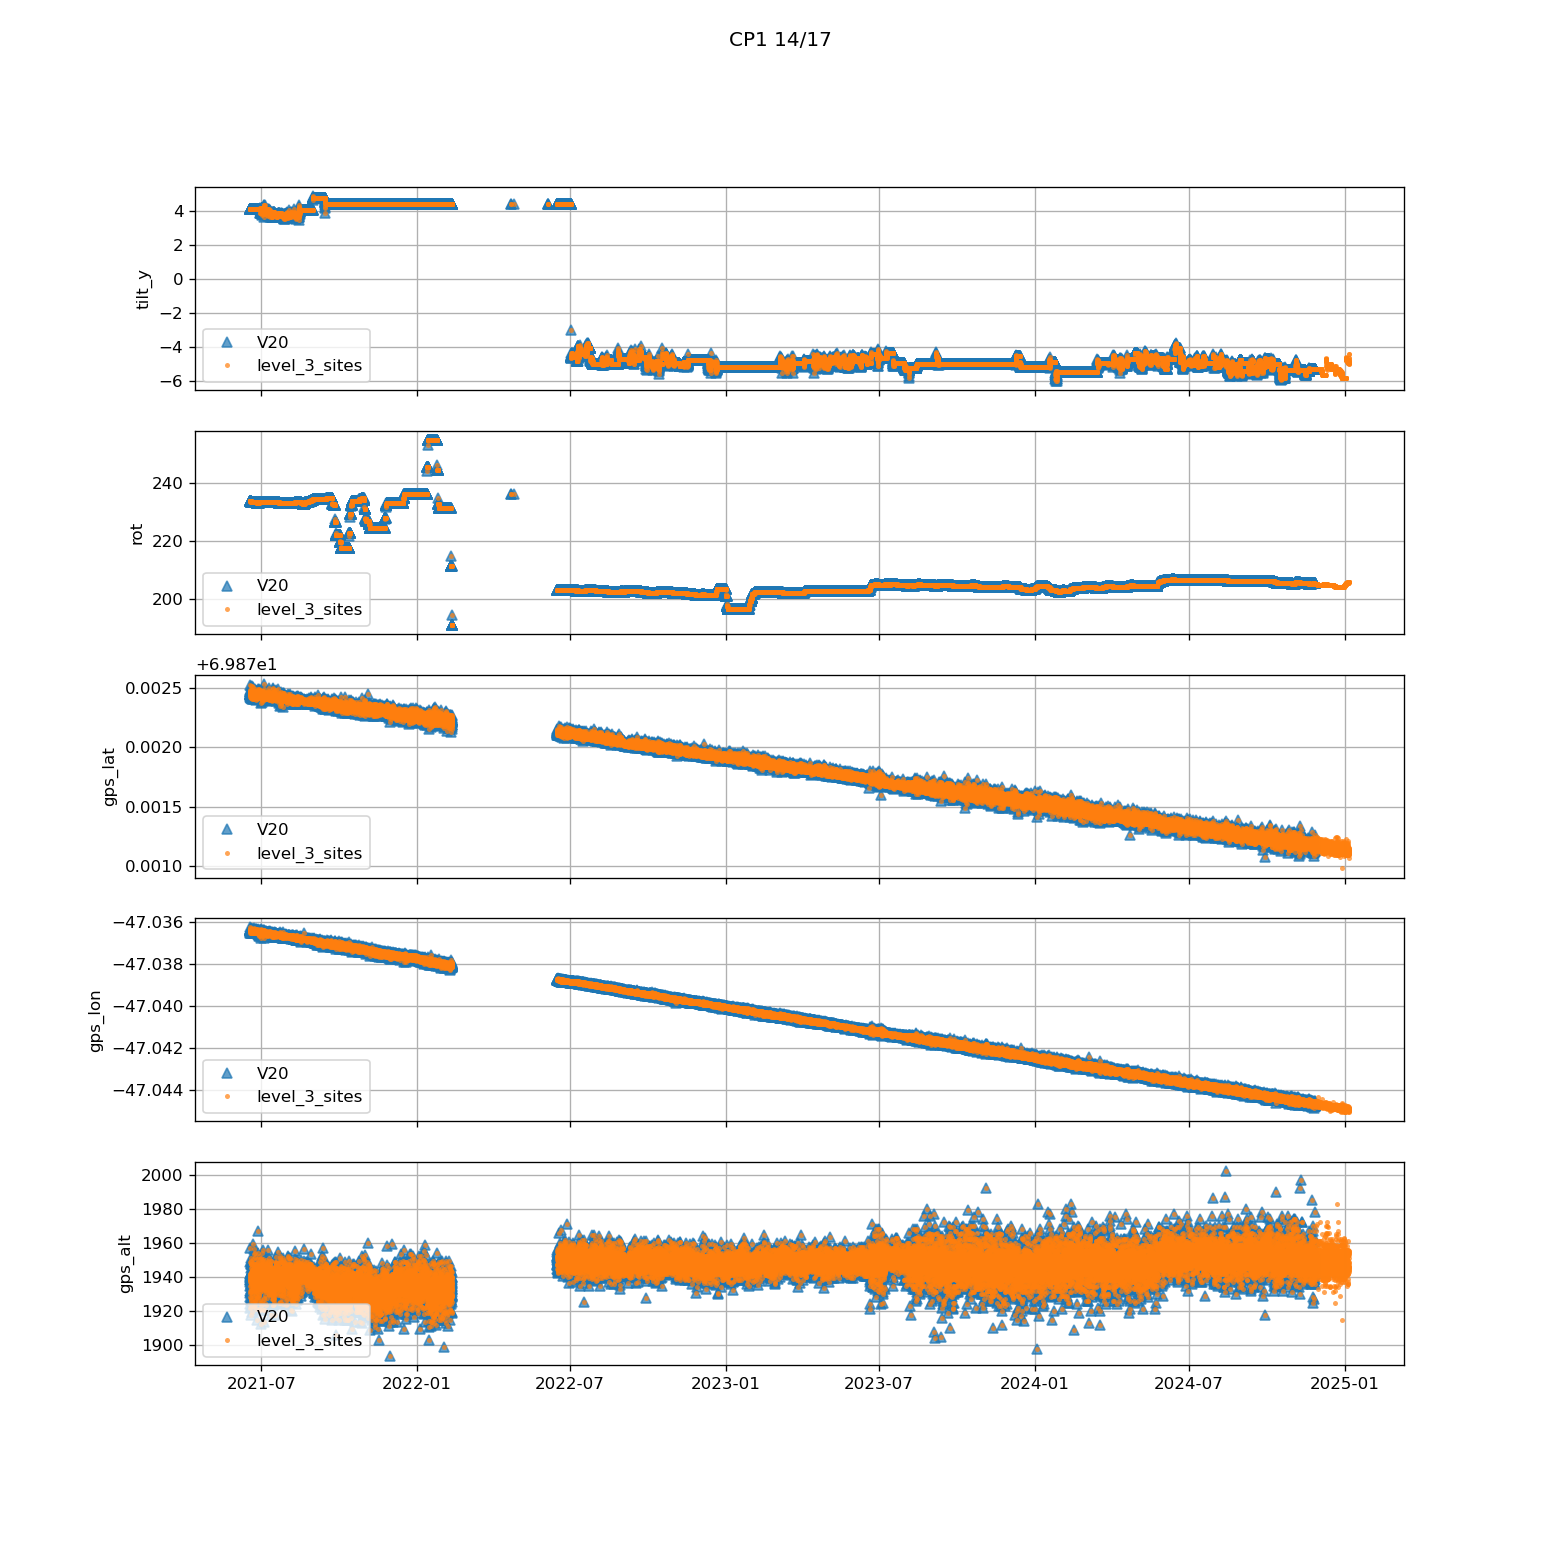 CP1 14/17
4
2
0
−2
−4
−6
tilt_y
V20
level_3_sites
240
220
200
rot
V20
level_3_sites
+6.987e1
0.0025
0.0020
0.0015
0.0010
gps_lat
V20
level_3_sites
−47.036
−47.038
−47.040
−47.042
−47.044
gps_lon
V20
level_3_sites
2000
1980
1960
1940
1920
1900
gps_alt
V20
level_3_sites
2021-07 2022-01 2022-07 2023-01 2023-07 2024-01 2024-07 2025-01